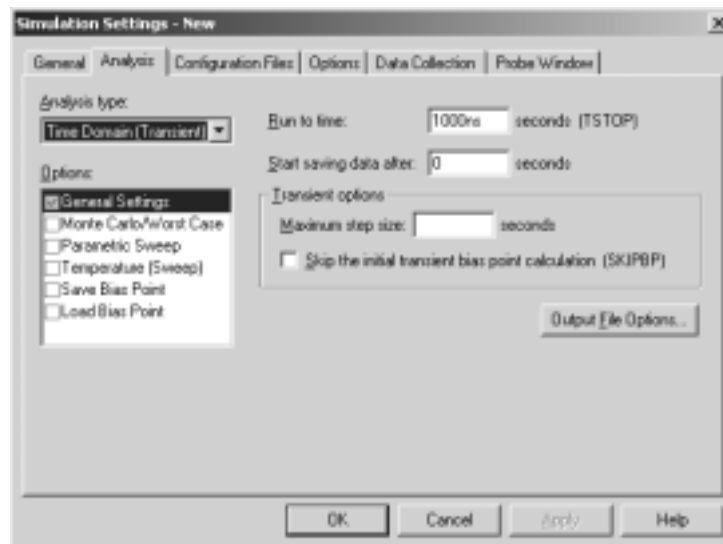 Simulation Settings - New
General Analysis Configuration Files Options Data Collection Probe Window
Analysis type:
Time Domain (Transient)
Options:
General Settings
Monte Carlo/Worst Case
Parametric Sweep
Temperature (Sweep)
Save Bias Point
Load Bias Point
Run to time: 1000ns seconds (TSTOP)
Start saving data after: 0 seconds
Transient options
Maximum step size: seconds
Skip the initial transient bias point calculation (SKIPBP)
Output File Options...
OK Cancel Apply Help